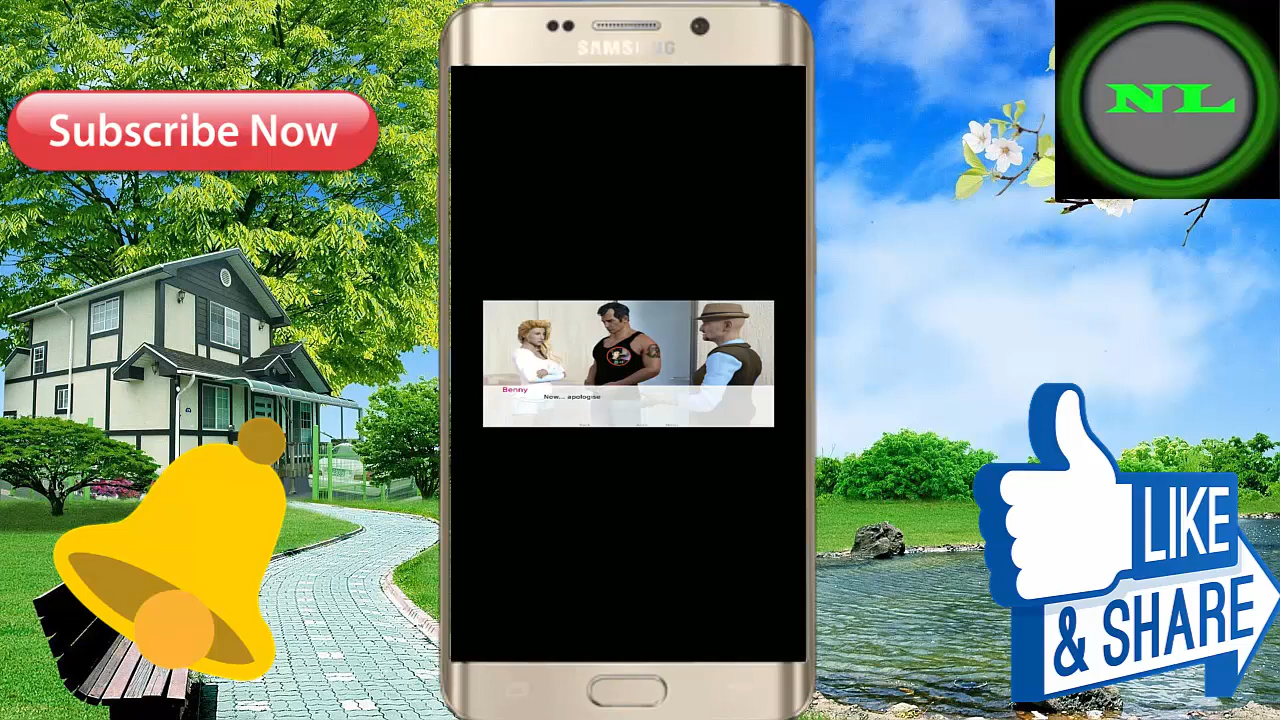 SAMSUNG
NL
Subscribe Now
Benny
Now... apologise
LIKE
& SHARE